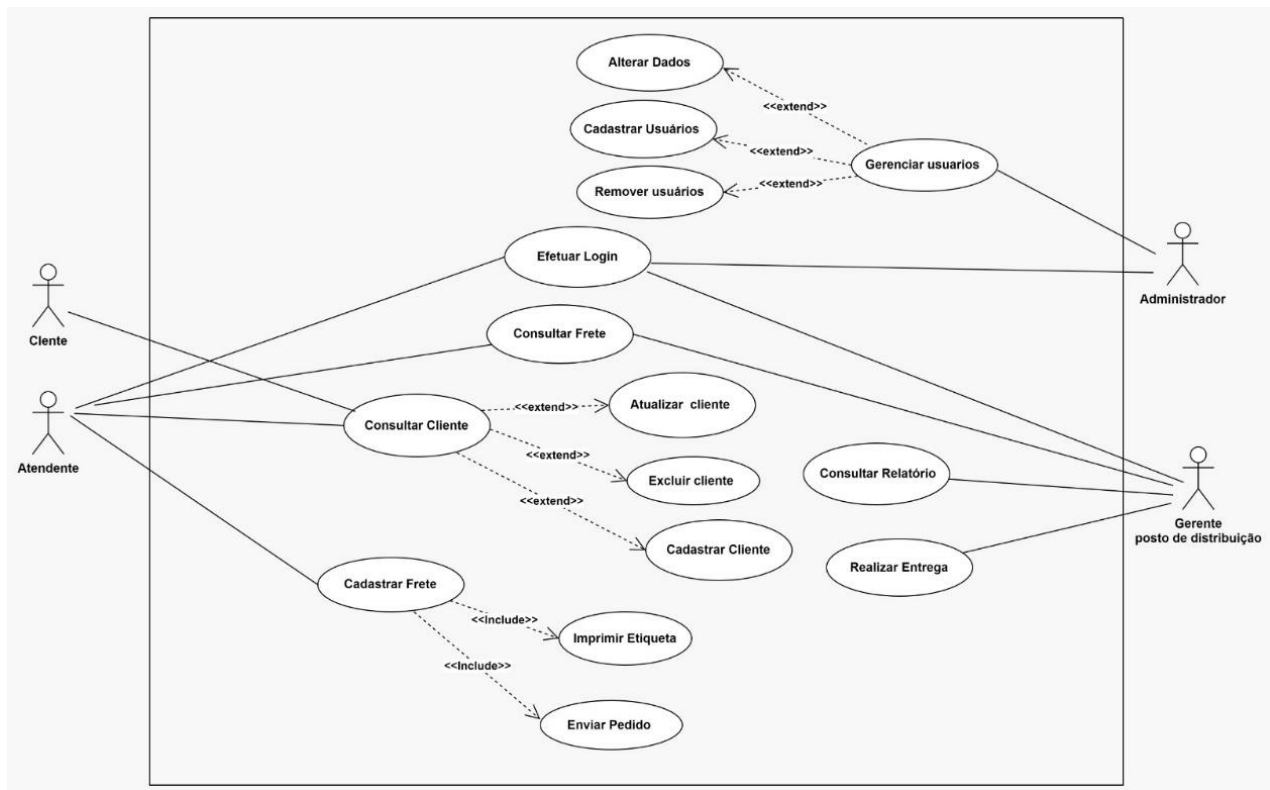 Alterar Dados
<<extend>>
Cadastrar Usuários
<<extend>>
Gerenciar usuarios
<<extend>>
Remover usuários
Efetuar Login
Administrador
Consultar Frete
Clente
Atualizar cliente
<<extend>>
Consultar Cliente
<<extend>>
Atendente
Excluir cliente
Consultar Relatório
<<extend>>
Cadastrar Cliente
Gerente
posto de distribuição
Realizar Entrega
Cadastrar Frete
<<Include>>
Imprimir Etiqueta
<<Include>>
Enviar Pedido